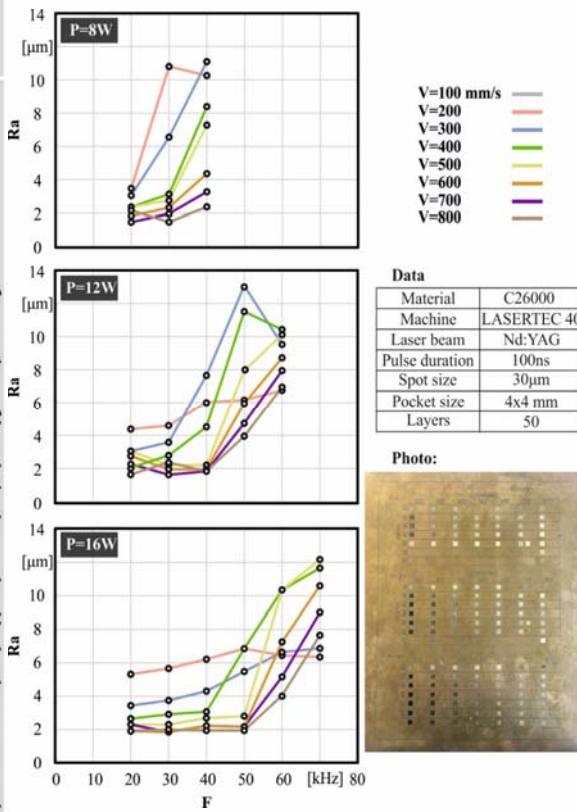 14
[µm]
P=8W
10
8
Ra
6
4
2
0
V=100 mm/s
V=200
V=300
V=400
V=500
V=600
V=700
V=800
14
[µm]
P=12W
10
8
Ra
6
4
2
0
Data
Material C26000
Machine LASERTEC 40
Laser beam Nd:YAG
Pulse duration 100ns
Spot size 30µm
Pocket size 4x4 mm
Layers 50
Photo:
14
[µm]
P=16W
10
8
Ra
6
4
2
0
0 10 20 30 40 50 60 [kHz] 80
F